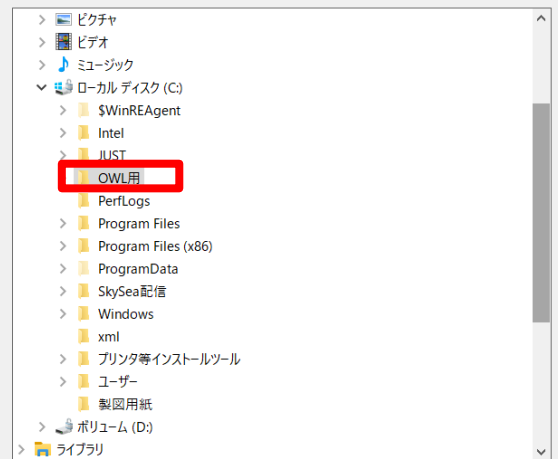 ピクチャ
ビデオ
ミュージック
ローカル ディスク (C:)
$WinREAgent
Intel
JUST
OWL用
PerfLogs
Program Files
Program Files (x86)
ProgramData
SkySea配信
Windows
xml
プリンタ等インストールツール
ユーザー
製図用紙
ボリューム (D:)
ライブラリ